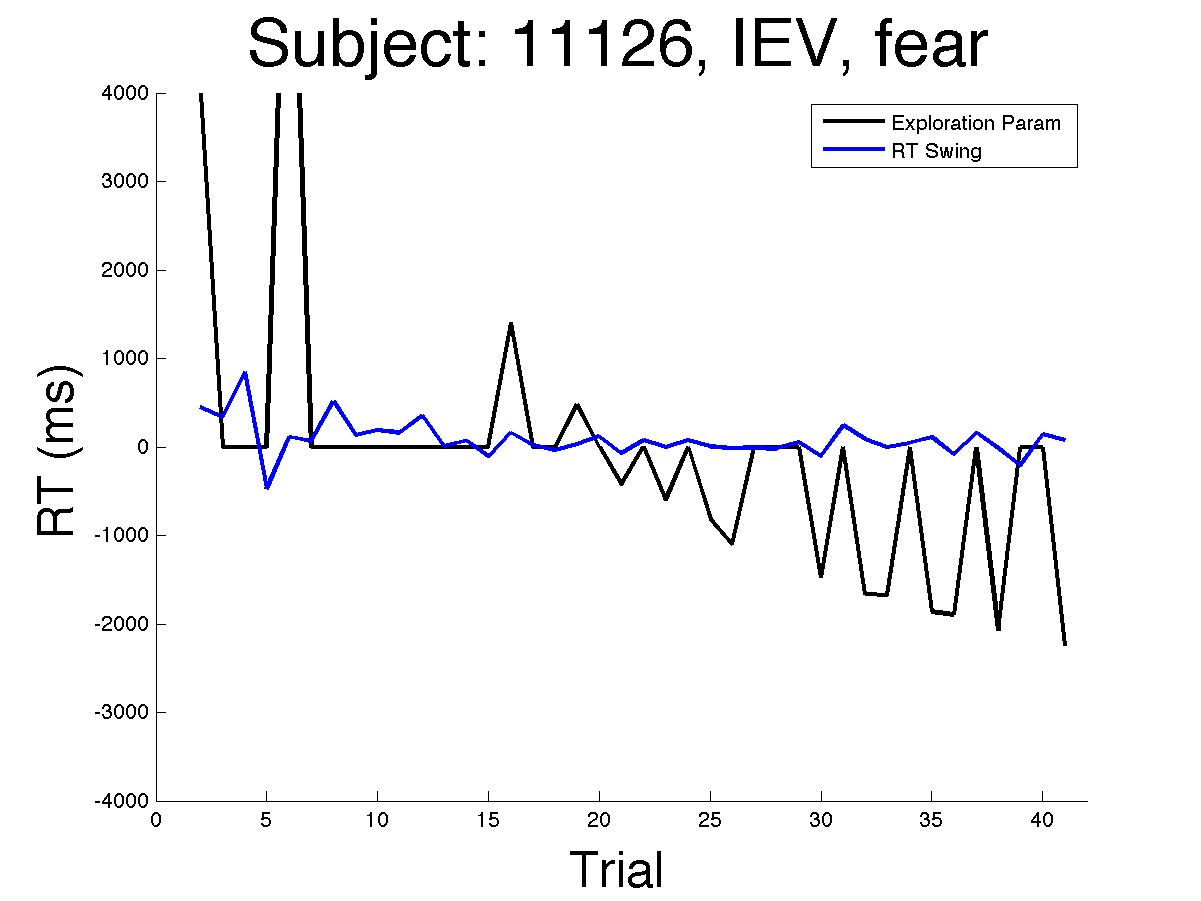 Subject: 11126, IEV, fear
Exploration Param
RT Swing
4000
3000
2000
1000
0
-1000
-2000
-3000
-4000
RT (ms)
0 5 10 15 20 25 30 35 40
Trial